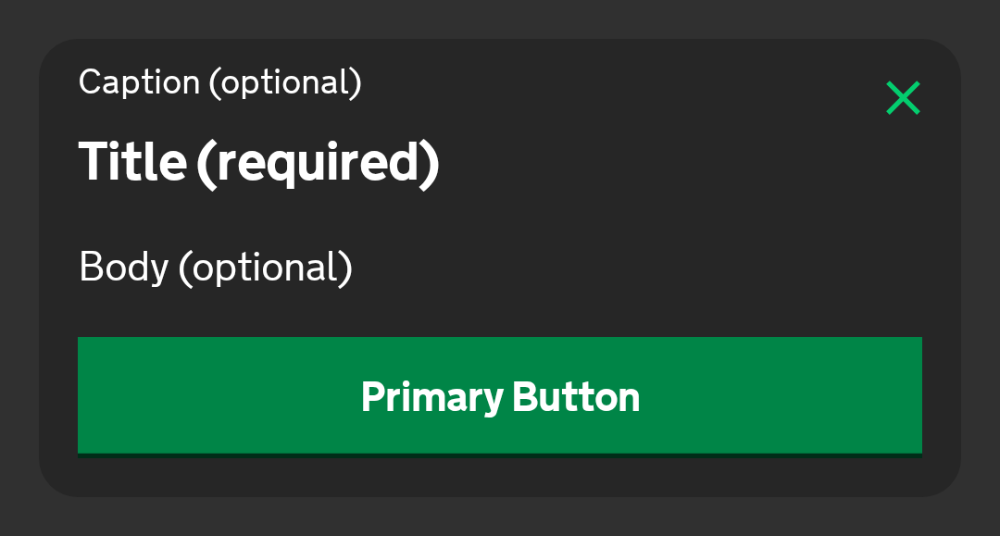 Caption (optional)
Title (required)
Body (optional)
Primary Button